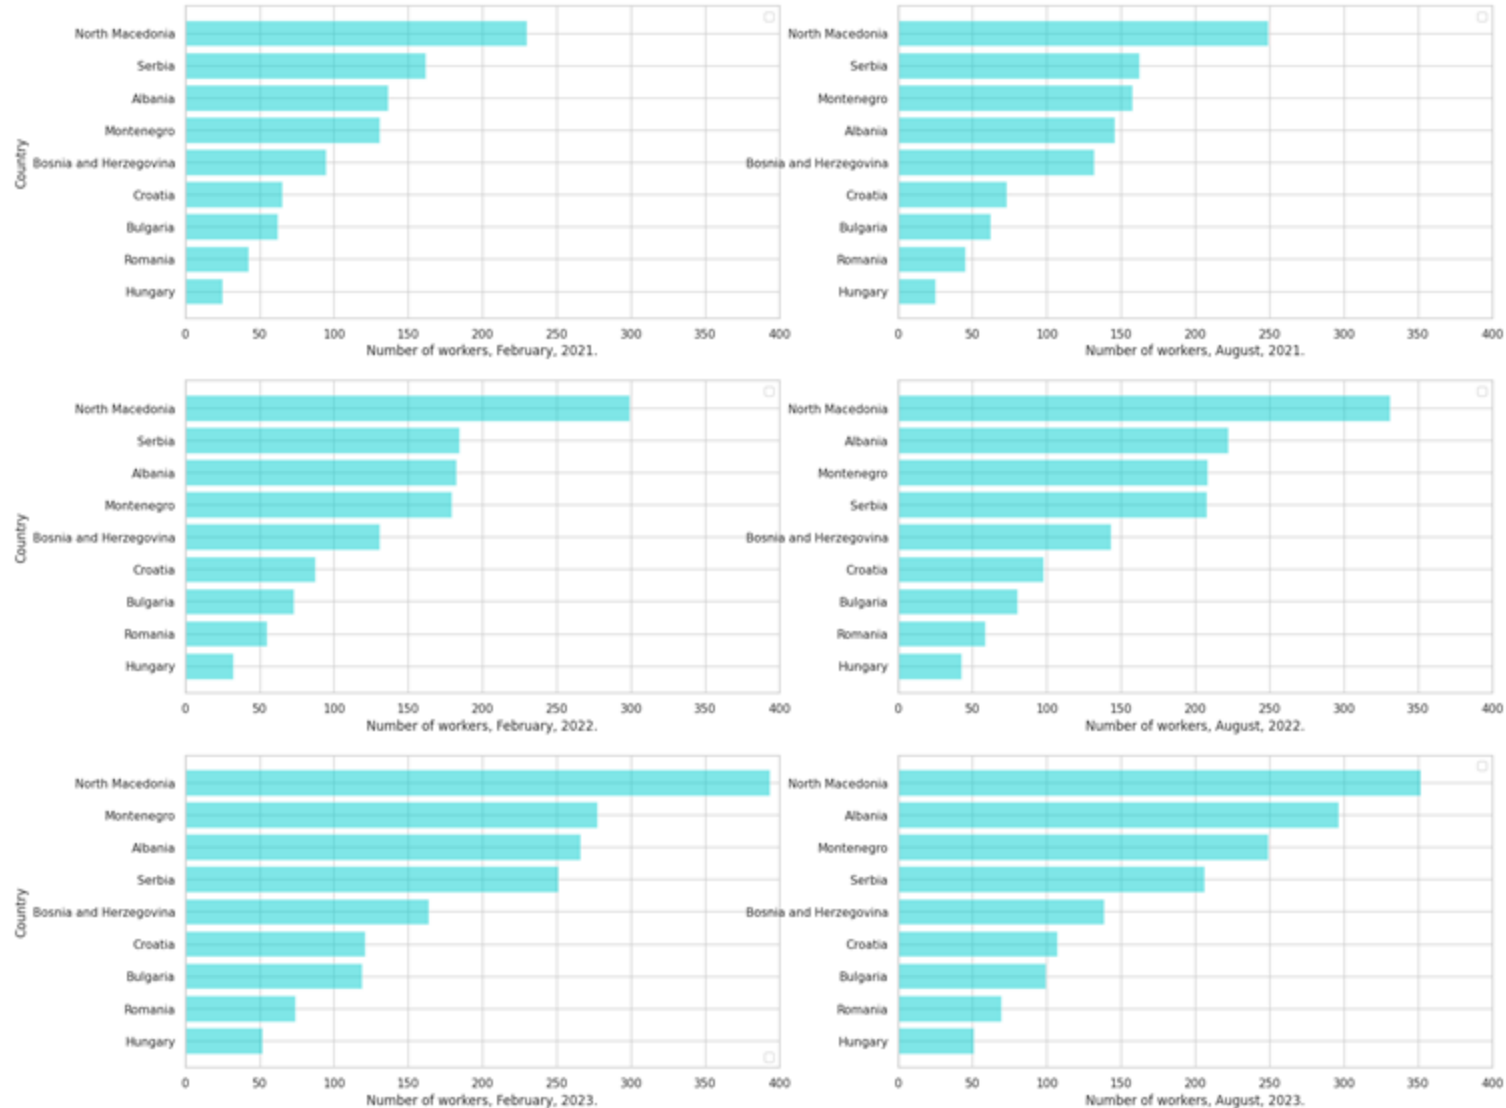 Country
North Macedonia
Serbia
Albania
Montenegro
Bosnia and Herzegovina
Croatia
Bulgaria
Romania
Hungary
0 50 100 150 200 250 300 350 400
Number of workers, February, 2021.
North Macedonia
Serbia
Montenegro
Albania
Bosnia and Herzegovina
Croatia
Bulgaria
Romania
Hungary
0 50 100 150 200 250 300 350 400
Number of workers, August, 2021.
Country
North Macedonia
Serbia
Albania
Montenegro
Bosnia and Herzegovina
Croatia
Bulgaria
Romania
Hungary
0 50 100 150 200 250 300 350 400
Number of workers, February, 2022.
North Macedonia
Albania
Montenegro
Serbia
Bosnia and Herzegovina
Croatia
Bulgaria
Romania
Hungary
0 50 100 150 200 250 300 350 400
Number of workers, August, 2022.
Country
North Macedonia
Montenegro
Albania
Serbia
Bosnia and Herzegovina
Croatia
Bulgaria
Romania
Hungary
0 50 100 150 200 250 300 350 400
Number of workers, February, 2023.
North Macedonia
Albania
Montenegro
Serbia
Bosnia and Herzegovina
Croatia
Bulgaria
Romania
Hungary
0 50 100 150 200 250 300 350 400
Number of workers, August, 2023.